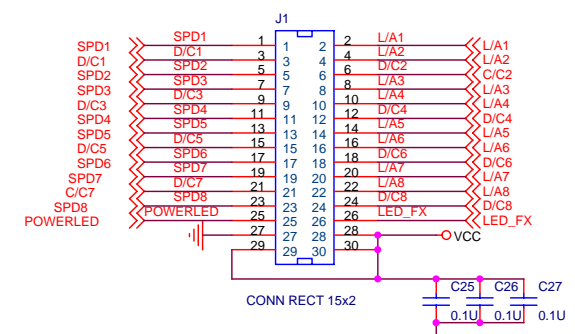 J1
SPD1 SPD1 1 1 2 2 L/A1 L/A1
D/C1 D/C1 3 3 4 4 L/A2 L/A2
SPD2 SPD2 5 5 6 6 D/C2 C/C2
SPD3 SPD3 7 7 8 8 L/A3 L/A3
D/C3 D/C3 9 9 10 10 L/A4 L/A4
SPD4 SPD4 11 11 12 12 D/C4 D/C4
SPD5 SPD5 13 13 14 14 L/A5 L/A5
D/C5 D/C5 15 15 16 16 L/A6 L/A6
SPD6 SPD6 17 17 18 18 D/C6 D/C6
SPD7 SPD7 19 19 20 20 L/A7 L/A7
C/C7 D/C7 21 21 22 22 L/A8 L/A8
SPD8 SPD8 23 23 24 24 D/C8 D/C8
POWERLED POWERLED 25 25 26 26 LED_FX LED_FX
27 27 28 28 VCC
29 29 30 30
CONN RECT 15x2
C25 C26 C27
0.1U 0.1U 0.1U